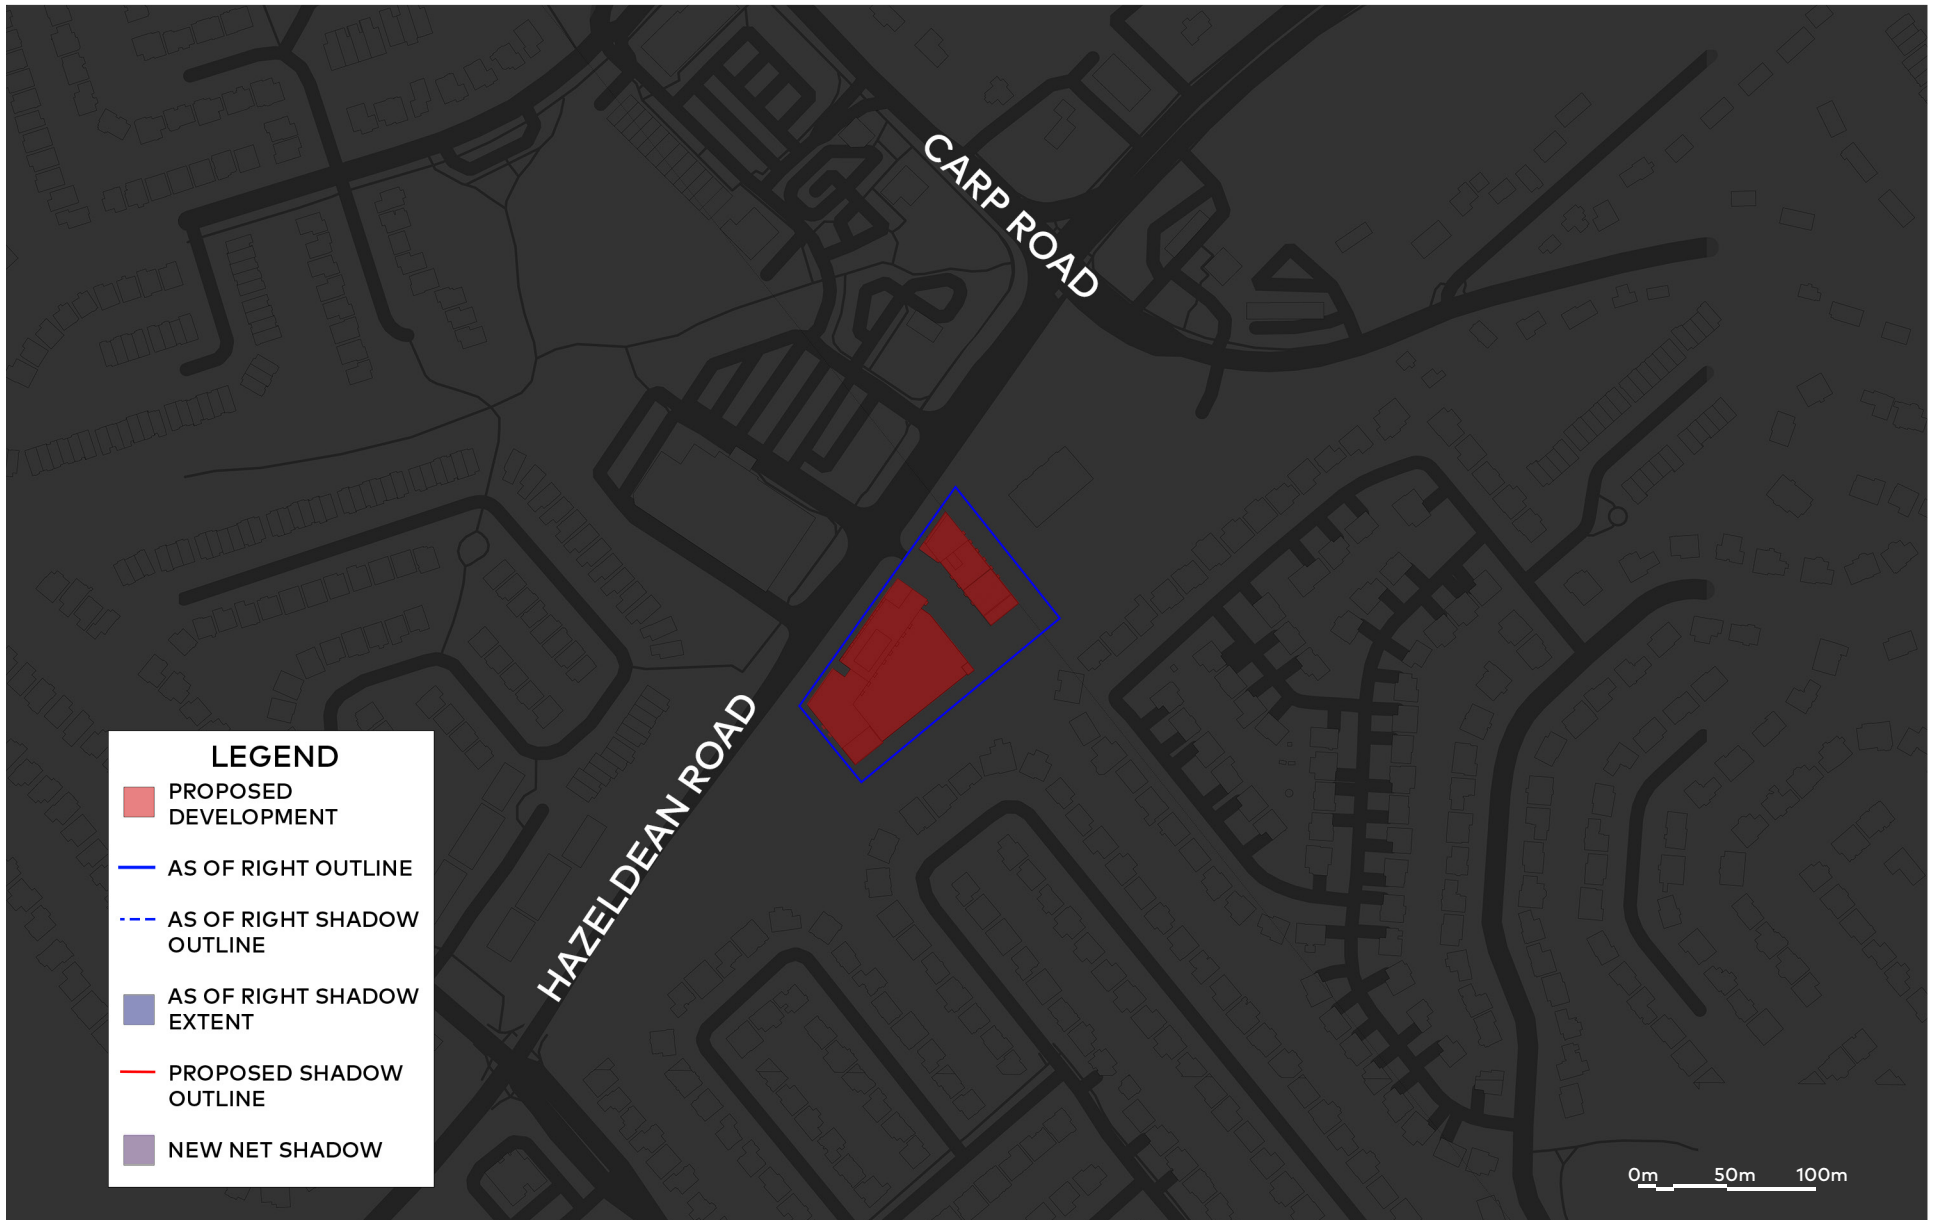 CARP ROAD
HAZELDEAN ROAD
LEGEND
PROPOSED
DEVELOPMENT
AS OF RIGHT OUTLINE
AS OF RIGHT SHADOW
OUTLINE
AS OF RIGHT SHADOW
EXTENT
PROPOSED SHADOW
OUTLINE
NEW NET SHADOW
0m 50m 100m